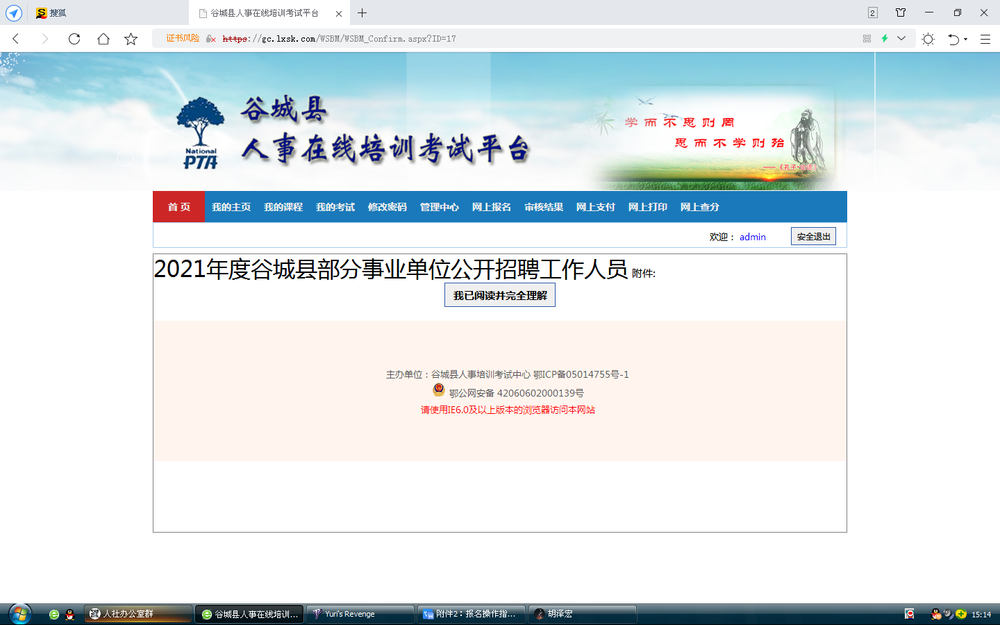 搜狐
谷城县人事在线培训考试平台
2
证书风险 https://gc.lxsk.com/WSBM/WSBM_Confirm.aspx?ID=17
谷城县
人事在线培训考试平台
National
PTA
学而不思则罔
思而不学则殆
——《孔子·论语》
首 页 我的主页 我的课程 我的考试 修改密码 管理中心 网上报名 审核结果 网上支付 网上打印 网上查分
欢迎： admin 安全退出
2021年度谷城县部分事业单位公开招聘工作人员 附件:
我已阅读并完全理解
主办单位：谷城县人事培训考试中心 鄂ICP备05014755号-1
鄂公网安备 42060602000139号
请使用IE6.0及以上版本的浏览器访问本网站
人社办公室群 谷城县人事在线培训... Yuri's Revenge 附件2：报名操作指... 胡泽宏 15:14